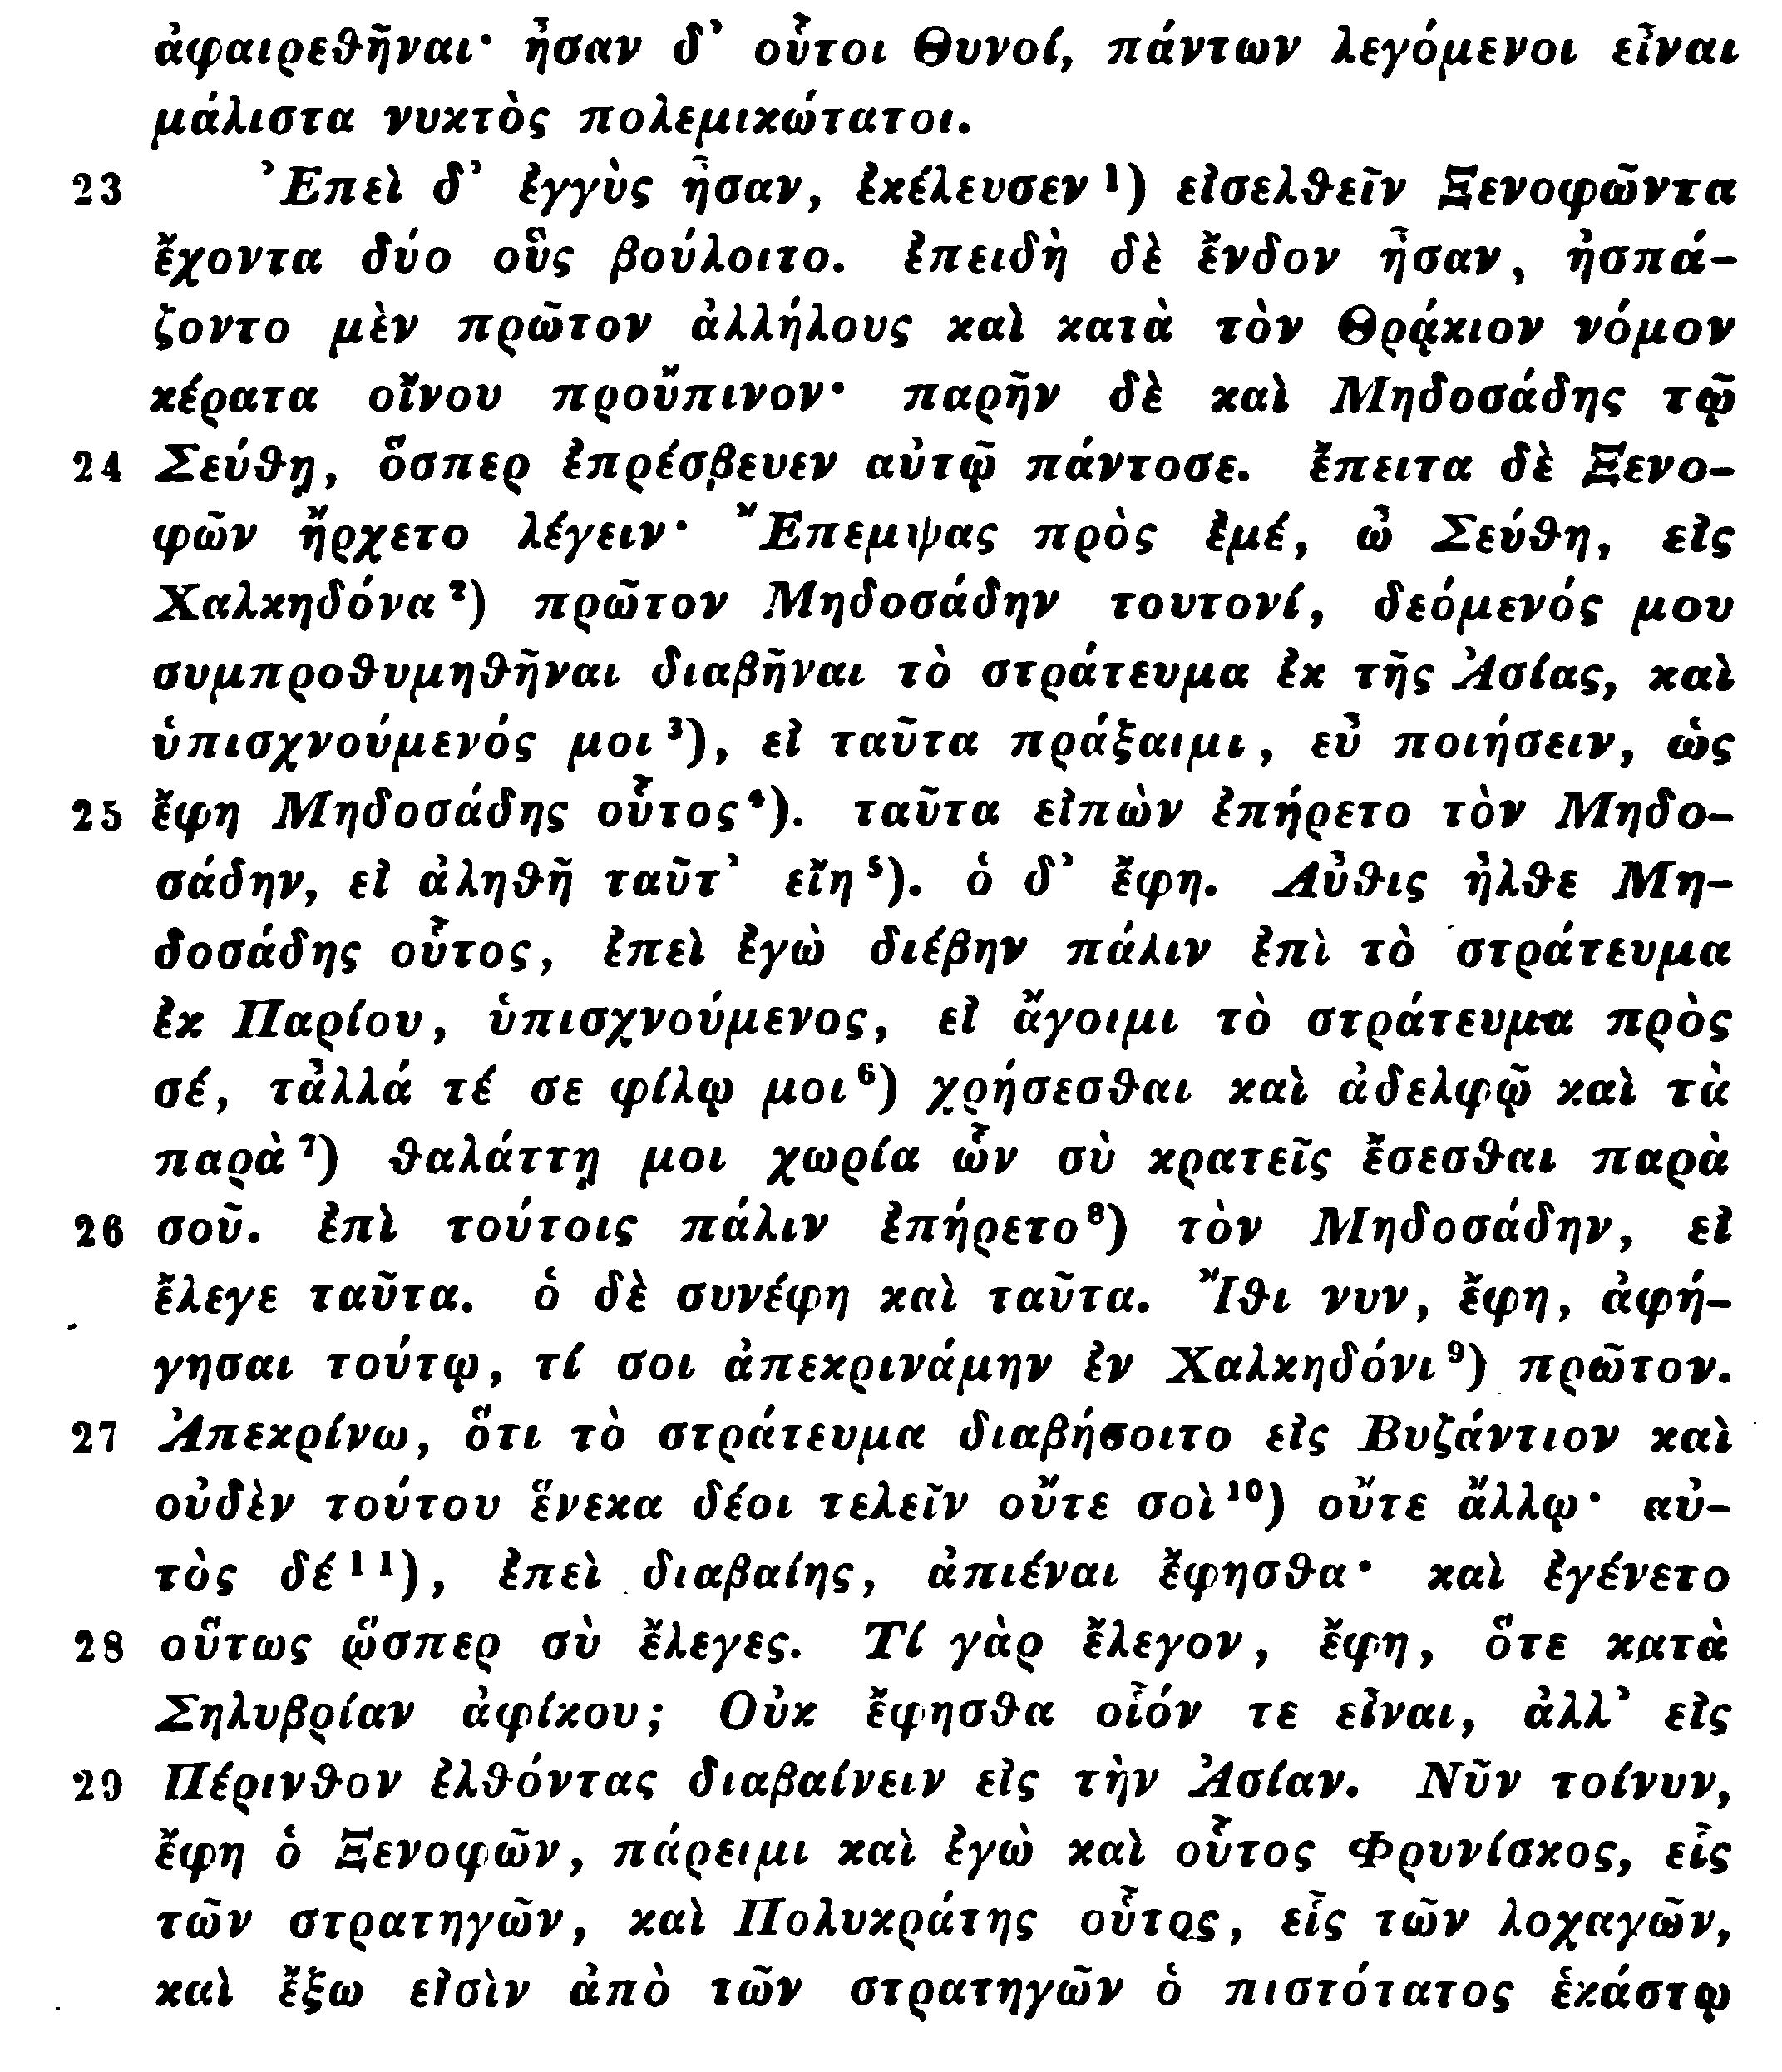 ἀφαιρεθῆναι· ἦσαν δ’ οὗτοι Θυνοί, πάντων λεγόμενοι εἶναι
μάλιστα νυκτὸς πολεμικώτατοι.
23 Ἐπεὶ δ’ ἐγγὺς ἦσαν, ἐκέλευσεν ¹) εἰσελθεῖν Ξενοφῶντα
ἔχοντα δύο οὓς βούλοιτο. ἐπειδὴ δὲ ἔνδον ἦσαν, ἠσπά-
ζοντο μὲν πρῶτον ἀλλήλους καὶ κατὰ τὸν Θρᾴκιον νόμον
κέρατα οἴνου προὔπινον· παρῆν δὲ καὶ Μηδοσάδης τῷ
24 Σεύθῃ, ὅσπερ ἐπρέσβευεν αὐτῷ πάντοσε. ἔπειτα δὲ Ξενο-
φῶν ἤρχετο λέγειν· Ἔπεμψας πρὸς ἐμέ, ὦ Σεύθη, εἰς
Χαλκηδόνα ²) πρῶτον Μηδοσάδην τουτονί, δεόμενός μου
συμπροθυμηθῆναι διαβῆναι τὸ στράτευμα ἐκ τῆς Ἀσίας, καὶ
ὑπισχνούμενός μοι ³), εἰ ταῦτα πράξαιμι, εὖ ποιήσειν, ὡς
25 ἔφη Μηδοσάδης οὗτος ⁴). ταῦτα εἰπὼν ἐπήρετο τὸν Μηδο-
σάδην, εἰ ἀληθῆ ταῦτ’ εἴη ⁵). ὁ δ’ ἔφη. Αὖθις ἦλθε Μη-
δοσάδης οὗτος, ἐπεὶ ἐγὼ διέβην πάλιν ἐπὶ τὸ στράτευμα
ἐκ Παρίου, ὑπισχνούμενος, εἰ ἄγοιμι τὸ στράτευμα πρὸς
σέ, τἆλλά τέ σε φίλῳ μοι ⁶) χρήσεσθαι καὶ ἀδελφῷ καὶ τὰ
παρὰ ⁷) θαλάττῃ μοι χωρία ὧν σὺ κρατεῖς ἔσεσθαι παρὰ
26 σοῦ. ἐπὶ τούτοις πάλιν ἐπήρετο ⁸) τὸν Μηδοσάδην, εἰ
ἔλεγε ταῦτα. ὁ δὲ συνέφη καὶ ταῦτα. Ἴθι νυν, ἔφη, ἀφή-
γησαι τούτῳ, τί σοι ἀπεκρινάμην ἐν Χαλκηδόνι ⁹) πρῶτον.
27 Ἀπεκρίνω, ὅτι τὸ στράτευμα διαβήσοιτο εἰς Βυζάντιον καὶ
οὐδὲν τούτου ἕνεκα δέοι τελεῖν οὔτε σοὶ ¹⁰) οὔτε ἄλλῳ· αὐ-
τὸς δέ ¹¹), ἐπεὶ διαβαίης, ἀπιέναι ἔφησθα· καὶ ἐγένετο
28 οὕτως ᾥσπερ σὺ ἔλεγες. Τί γὰρ ἔλεγον, ἔφη, ὅτε κατὰ
Σηλυβρίαν ἀφίκου; Οὐκ ἔφησθα οἷόν τε εἶναι, ἀλλ’ εἰς
29 Πέρινθον ἐλθόντας διαβαίνειν εἰς τὴν Ἀσίαν. Νῦν τοίνυν,
ἔφη ὁ Ξενοφῶν, πάρειμι καὶ ἐγὼ καὶ οὗτος Φρυνίσκος, εἷς
τῶν στρατηγῶν, καὶ Πολυκράτης οὗτος, εἷς τῶν λοχαγῶν,
καὶ ἔξω εἰσὶν ἀπὸ τῶν στρατηγῶν ὁ πιστότατος ἑκάστῳ